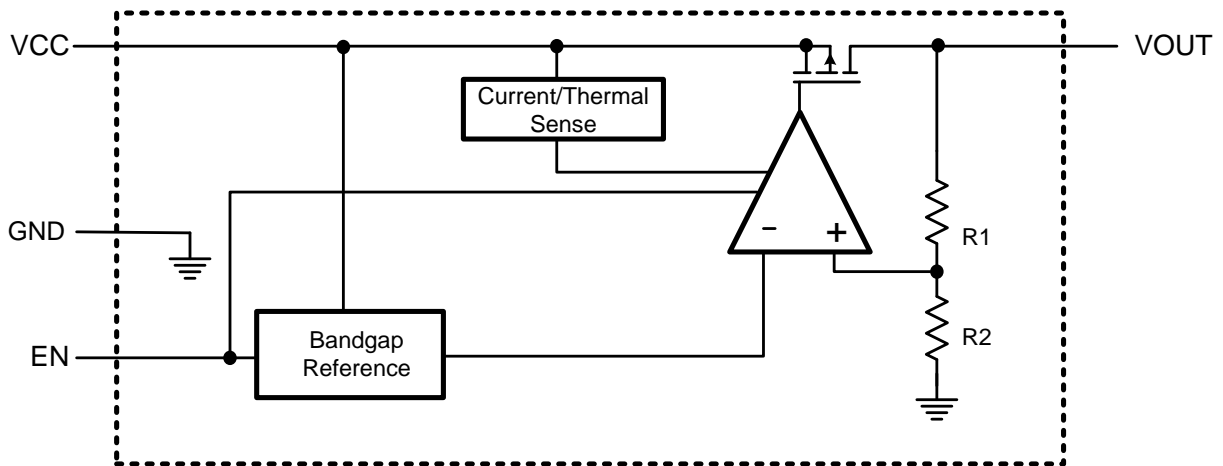 VCC
VOUT
Current/Thermal
Sense
GND
−
+
R1
R2
EN
Bandgap
Reference